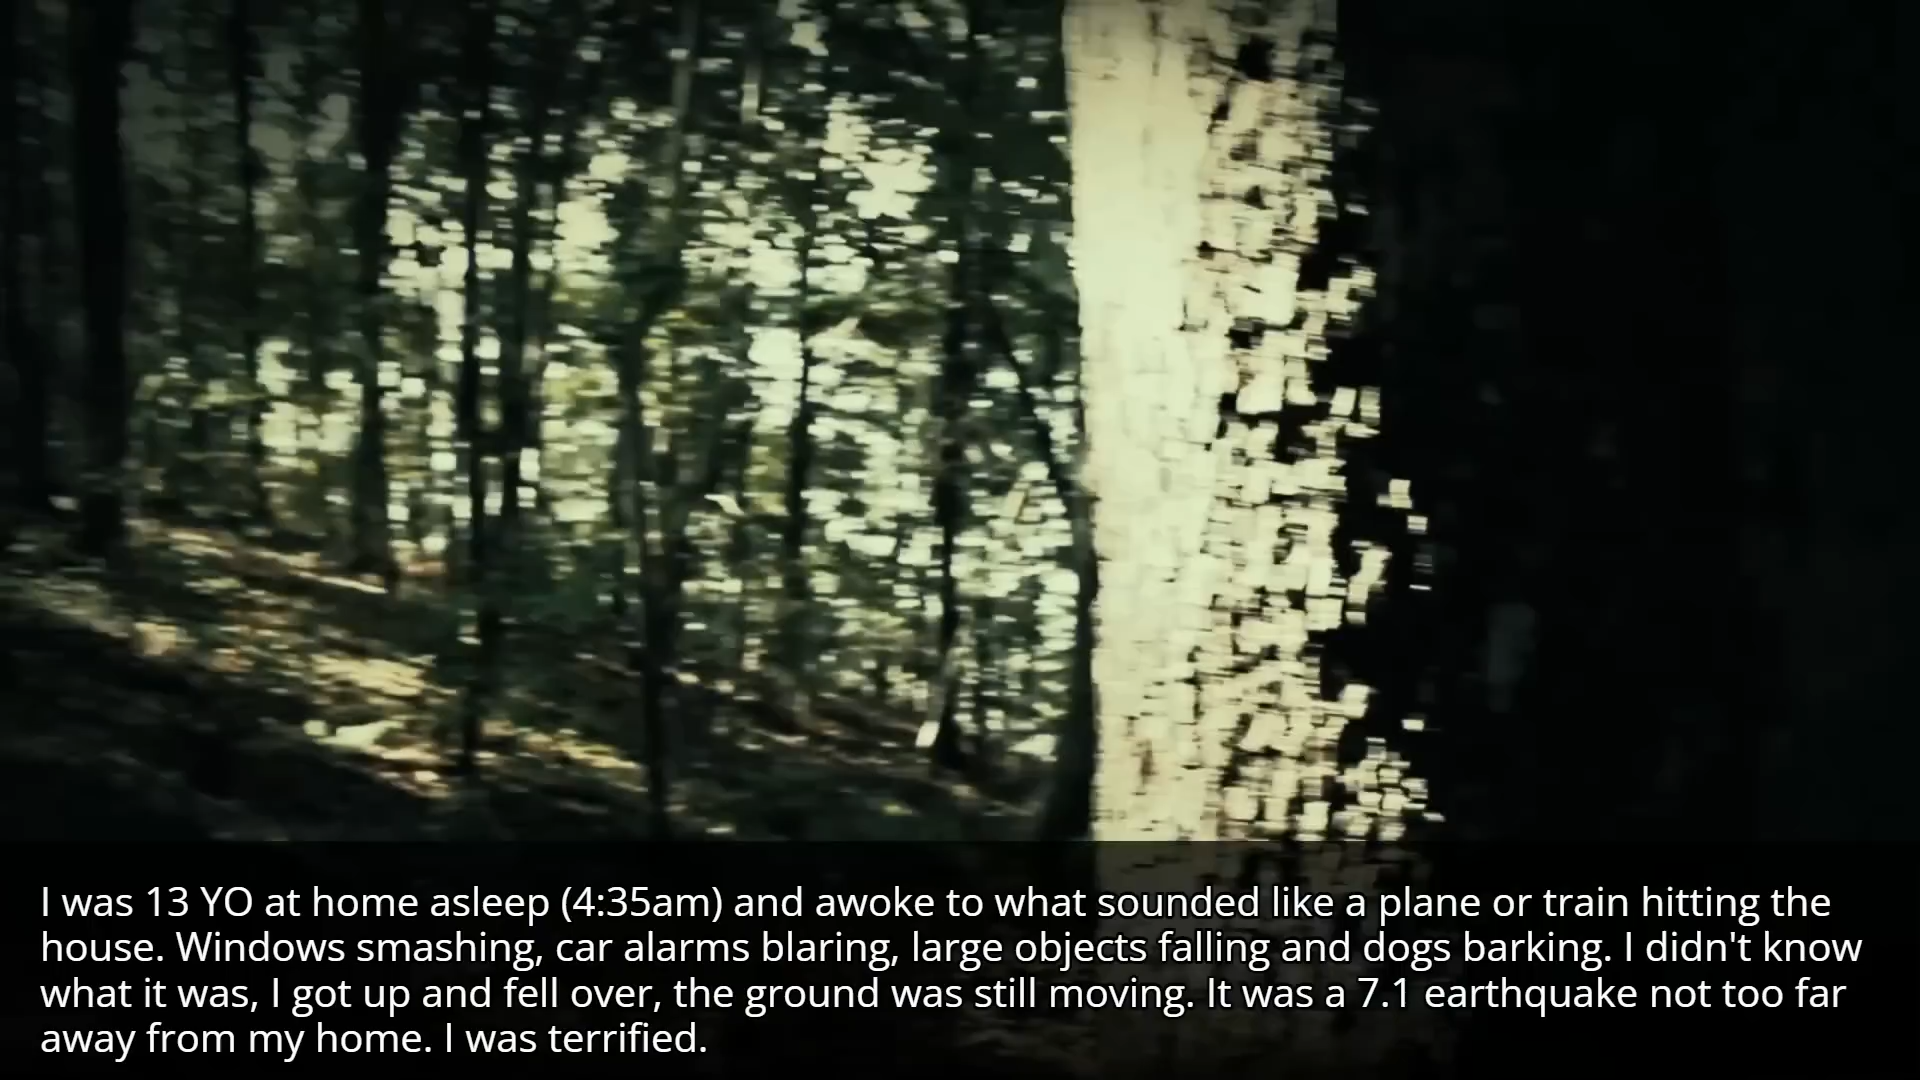 I was 13 YO at home asleep (4:35am) and awoke to what sounded like a plane or train hitting the
house. Windows smashing, car alarms blaring, large objects falling and dogs barking. I didn't know
what it was, I got up and fell over, the ground was still moving. It was a 7.1 earthquake not too far
away from my home. I was terrified.